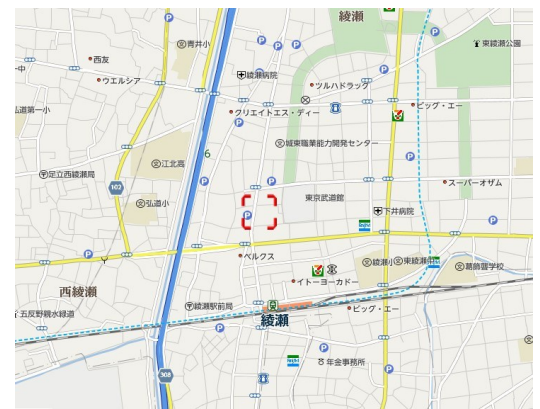 綾瀬
青井小
東綾瀬公園
西友
一中
綾瀬病院
ウエルシア
ツルハドラッグ
ビッグ・エー
弘道第一小
クリエイトエス・ディー
城東職業能力開発センター
6
江北高
足立西綾瀬局
102
スーパーオザム
弘道小
東京武道館
下井病院
ベルクス
綾瀬小
東綾瀬
葛飾盲学校
イトーヨーカドー
西綾瀬
綾瀬駅前局
ビッグ・エー
五反野親水緑道
綾瀬
年金事務所
308